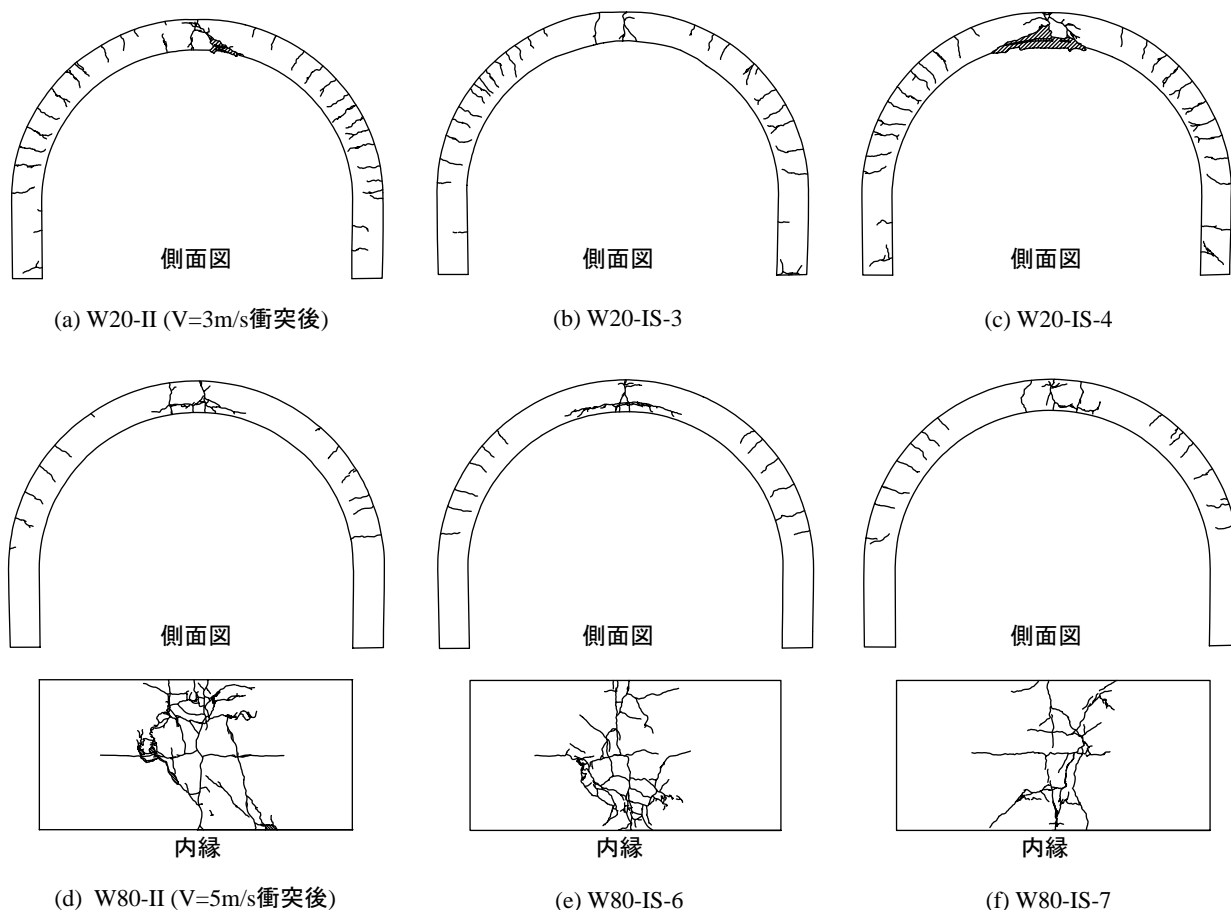 側面図
側面図
側面図
(a) W20-II (V=3m/s衝突後)
(b) W20-IS-3
(c) W20-IS-4
側面図
側面図
側面図
内縁
内縁
内縁
(d) W80-II (V=5m/s衝突後)
(e) W80-IS-6
(f) W80-IS-7